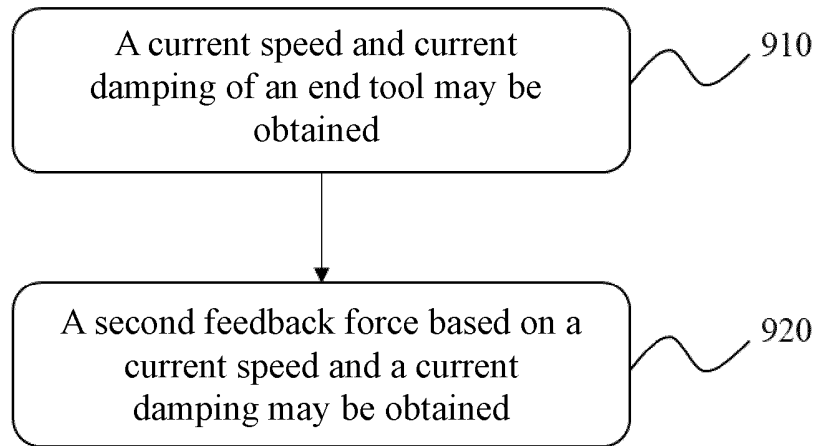 A current speed and current
damping of an end tool may be
obtained
910
A second feedback force based on a
current speed and a current
damping may be obtained
920